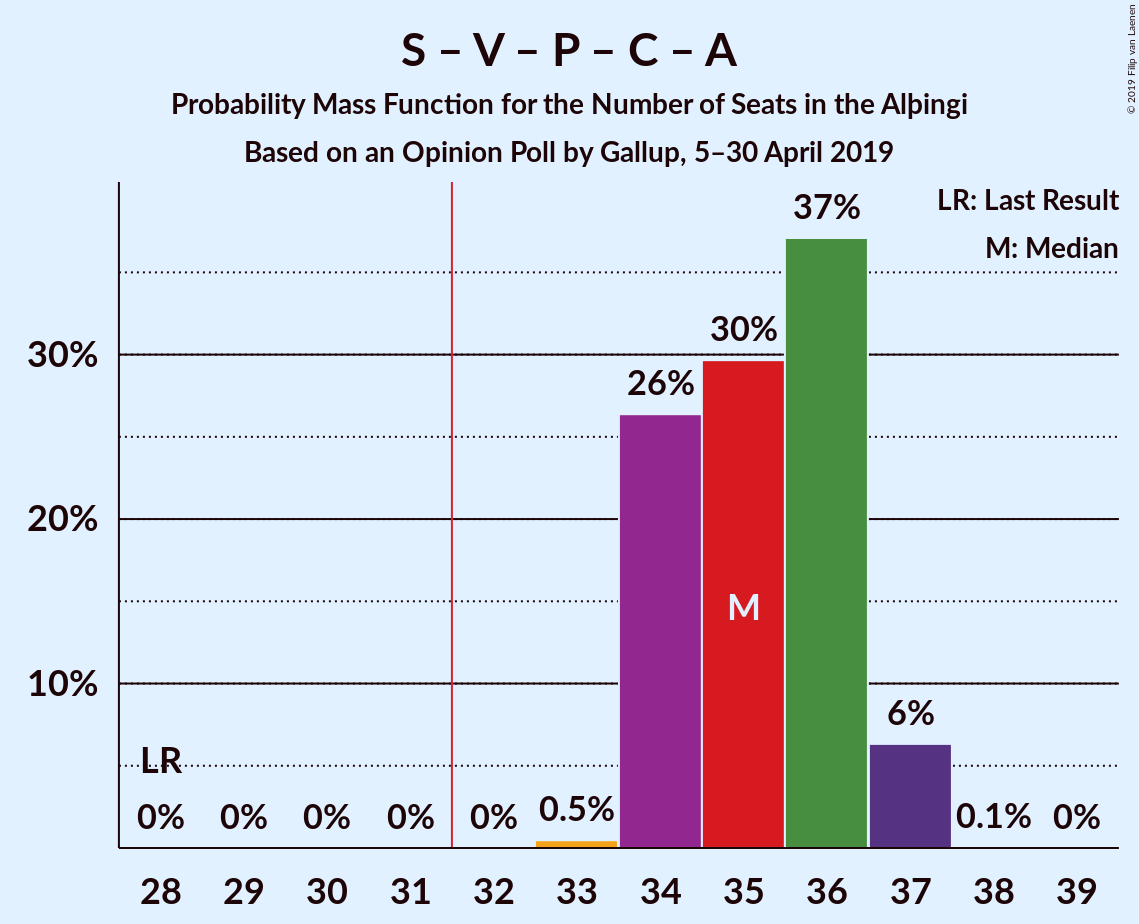 S – V – P – C – A
Probability Mass Function for the Number of Seats in the Alþingi
Based on an Opinion Poll by Gallup, 5–30 April 2019
© 2019 Filip van Laenen
LR: Last Result
M: Median
37%
30%
26%
30%
20%
10%
M
6%
LR
0%
0%
0%
0%
0%
0.5%
0.1%
0%
28 29 30 31 32 33 34 35 36 37 38 39